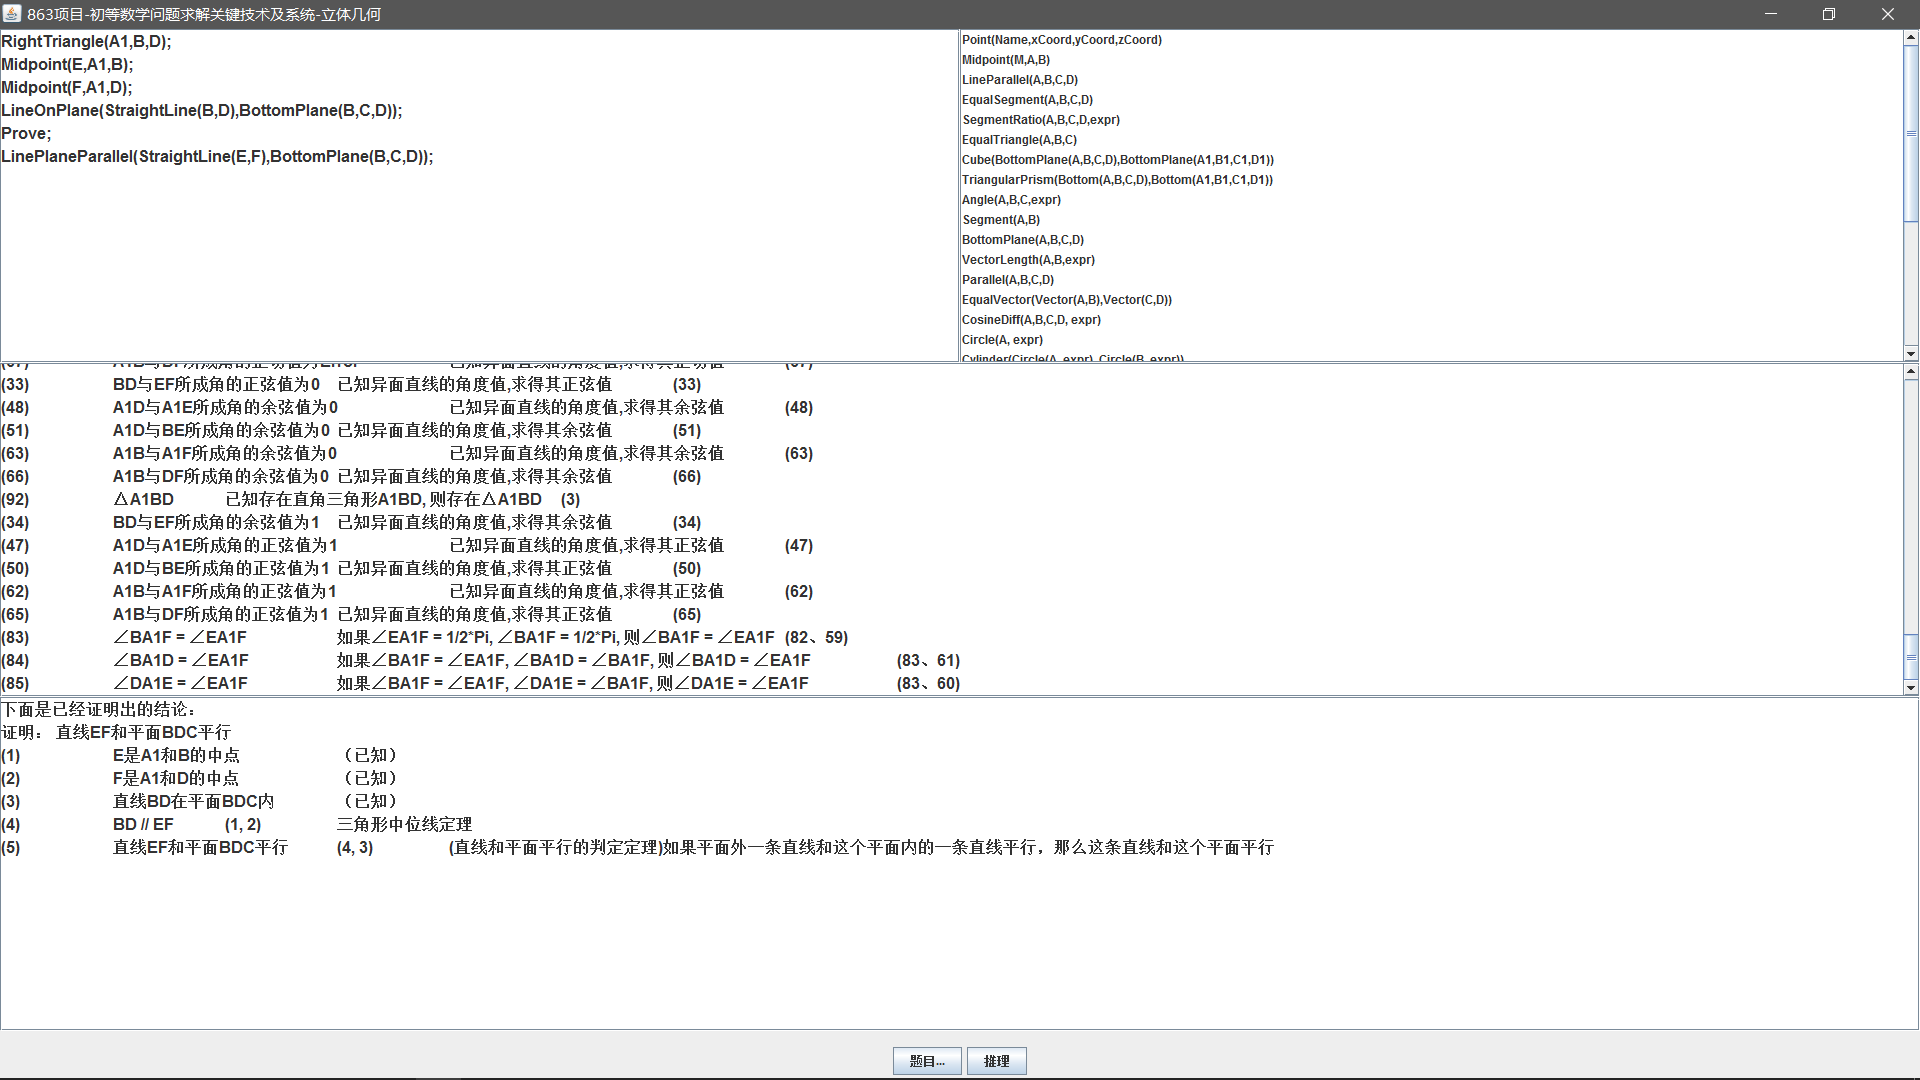 863项目-初等数学问题求解关键技术及系统-立体几何
RightTriangle(A1,B,D);
Midpoint(E,A1,B);
Midpoint(F,A1,D);
LineOnPlane(StraightLine(B,D),BottomPlane(B,C,D));
Prove;
LinePlaneParallel(StraightLine(E,F),BottomPlane(B,C,D));
Point(Name,xCoord,yCoord,zCoord)
Midpoint(M,A,B)
LineParallel(A,B,C,D)
EqualSegment(A,B,C,D)
SegmentRatio(A,B,C,D,expr)
EqualTriangle(A,B,C)
Cube(BottomPlane(A,B,C,D),BottomPlane(A1,B1,C1,D1))
TriangularPrism(Bottom(A,B,C,D),Bottom(A1,B1,C1,D1))
Angle(A,B,C,expr)
Segment(A,B)
BottomPlane(A,B,C,D)
VectorLength(A,B,expr)
Parallel(A,B,C,D)
EqualVector(Vector(A,B),Vector(C,D))
CosineDiff(A,B,C,D, expr)
Circle(A, expr)
Cylinder(Circle(A, expr), Circle(B, expr))
(33) BD与EF所成角的正弦值为0 已知异面直线的角度值,求得其正弦值 (33)
(48) A1D与A1E所成角的余弦值为0 已知异面直线的角度值,求得其余弦值 (48)
(51) A1D与BE所成角的余弦值为0 已知异面直线的角度值,求得其余弦值 (51)
(63) A1B与A1F所成角的余弦值为0 已知异面直线的角度值,求得其余弦值 (63)
(66) A1B与DF所成角的余弦值为0 已知异面直线的角度值,求得其余弦值 (66)
(92) △A1BD 已知存在直角三角形A1BD, 则存在△A1BD (3)
(34) BD与EF所成角的余弦值为1 已知异面直线的角度值,求得其余弦值 (34)
(47) A1D与A1E所成角的正弦值为1 已知异面直线的角度值,求得其正弦值 (47)
(50) A1D与BE所成角的正弦值为1 已知异面直线的角度值,求得其正弦值 (50)
(62) A1B与A1F所成角的正弦值为1 已知异面直线的角度值,求得其正弦值 (62)
(65) A1B与DF所成角的正弦值为1 已知异面直线的角度值,求得其正弦值 (65)
(83) ∠BA1F = ∠EA1F 如果∠EA1F = 1/2*Pi, ∠BA1F = 1/2*Pi, 则∠BA1F = ∠EA1F (82、59)
(84) ∠BA1D = ∠EA1F 如果∠BA1F = ∠EA1F, ∠BA1D = ∠BA1F, 则∠BA1D = ∠EA1F (83、61)
(85) ∠DA1E = ∠EA1F 如果∠BA1F = ∠EA1F, ∠DA1E = ∠BA1F, 则∠DA1E = ∠EA1F (83、60)
下面是已经证明出的结论：
证明： 直线EF和平面BDC平行
(1) E是A1和B的中点 （已知）
(2) F是A1和D的中点 （已知）
(3) 直线BD在平面BDC内 （已知）
(4) BD // EF (1, 2) 三角形中位线定理
(5) 直线EF和平面BDC平行 (4, 3) (直线和平面平行的判定定理)如果平面外一条直线和这个平面内的一条直线平行，那么这条直线和这个平面平行
题目...
推理